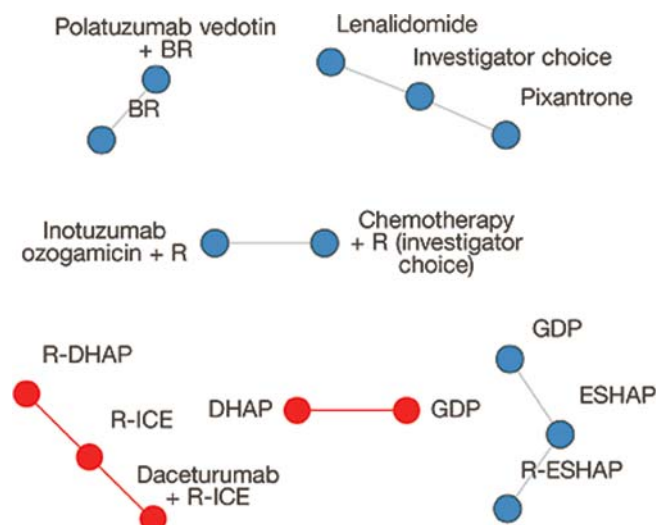 Polatuzumab vedotin
+ BR
BR
Lenalidomide
Investigator choice
Pixantrone
Inotuzumab
ozogamicin + R
Chemotherapy
+ R (investigator
choice)
R-DHAP
R-ICE
Daceturumab
+ R-ICE
DHAP
GDP
GDP
ESHAP
R-ESHAP